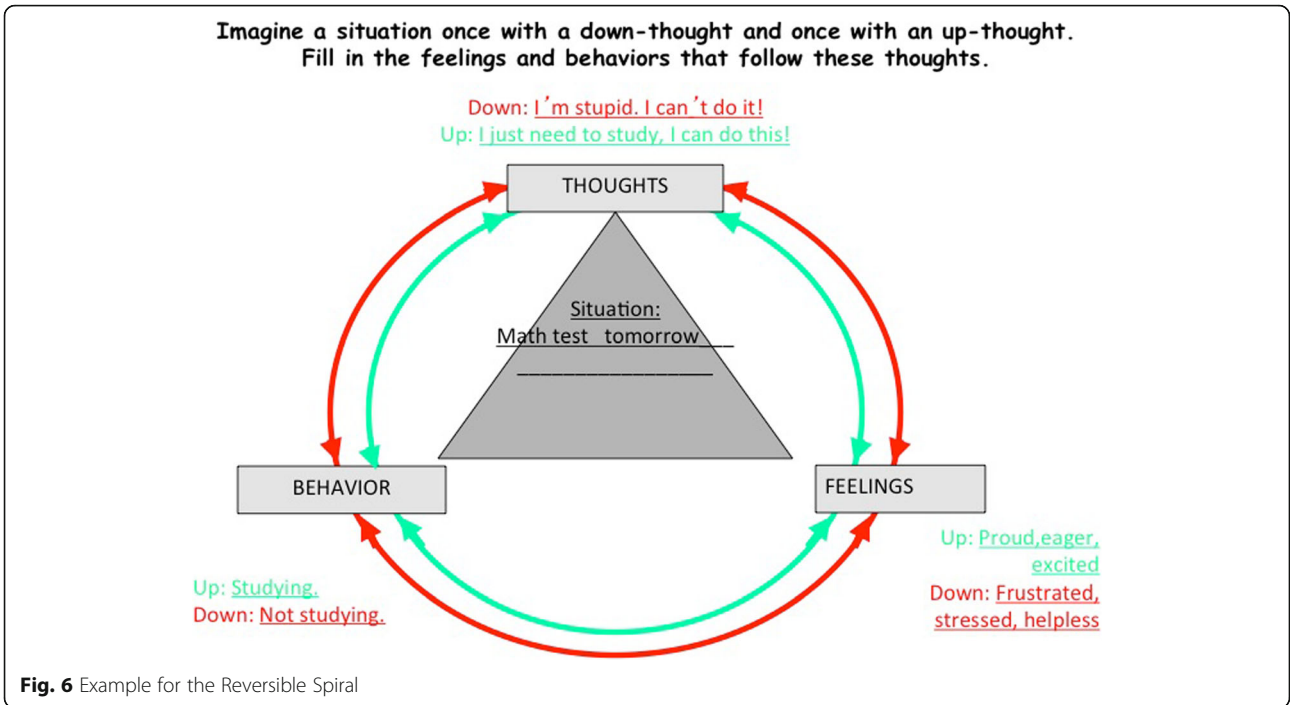 Imagine a situation once with a down-thought and once with an up-thought.
Fill in the feelings and behaviors that follow these thoughts.
Down: I´m stupid. I can´t do it!
Up: I just need to study, I can do this!
THOUGHTS
Situation:
Math test tomorrow___
__________________
BEHAVIOR
FEELINGS
Up: Proud,eager,
excited
Down: Frustrated,
stressed, helpless
Up: Studying.
Down: Not studying.
Fig. 6 Example for the Reversible Spiral